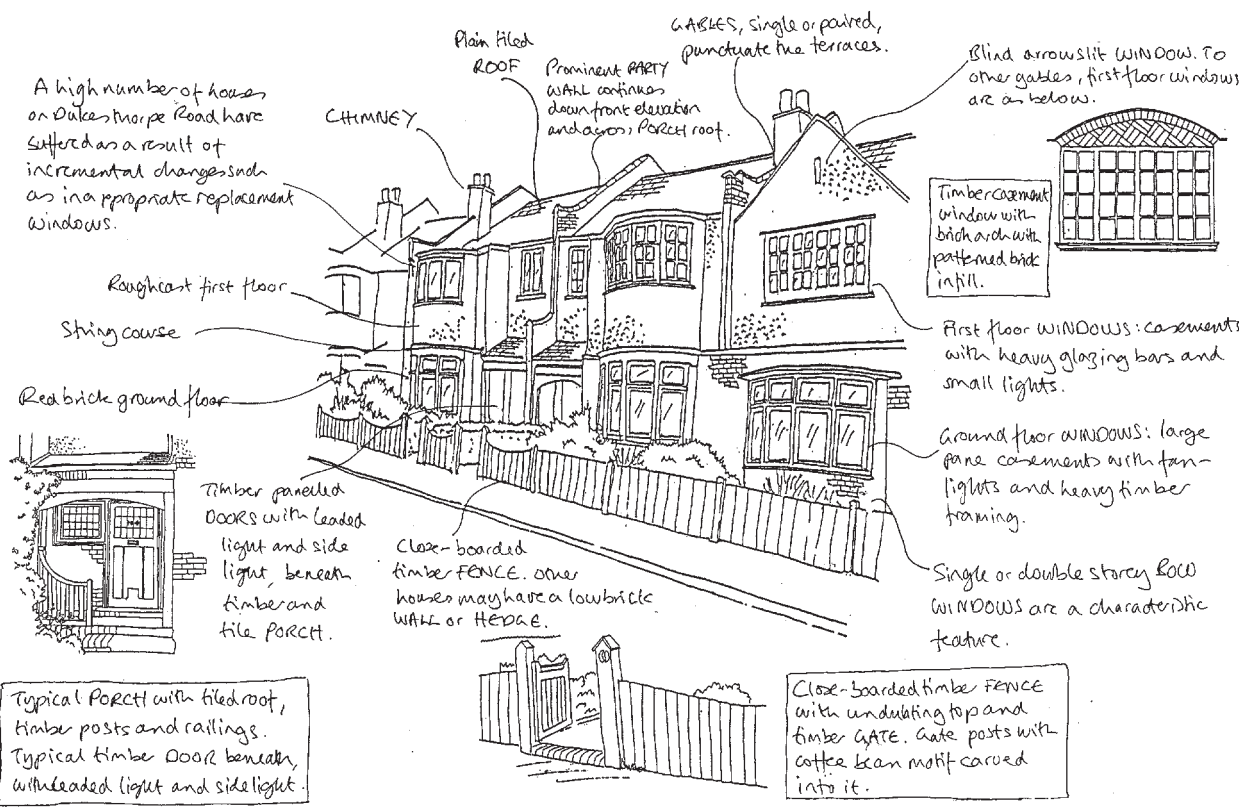 GABLES, single or paired,
punctuate the terraces.
Plain tiled
ROOF
Prominent PARTY
WALL continues
down front elevation
and across PORCH roof.
Blind arrowslit WINDOW. To
other gables, first floor windows
are as below.
A high number of houses
on Dukesthorpe Road have
suffered as a result of
incremental changes such
as inappropriate replacement
windows.
CHIMNEY
Timber casement
window with
brick arch with
patterned brick
infill.
Roughcast first floor
String course
Red brick ground floor
First floor WINDOWS: casements
with heavy glazing bars and
small lights.
Ground floor WINDOWS: large
pane casements with fan-
lights and heavy timber
framing.
Timber panelled
DOORS with leaded
light and side
light, beneath
timber and
tile PORCH.
Close-boarded
timber FENCE. Other
houses may have a low brick
WALL or HEDGE.
Single or double storey BOW
WINDOWS are a characteristic
feature.
Typical PORCH with tiled roof,
timber posts and railings.
Typical timber DOOR beneath,
with leaded light and side light.
Close-boarded timber FENCE
with undulating top and
timber GATE. Gate posts with
coffee bean motif carved
into it.